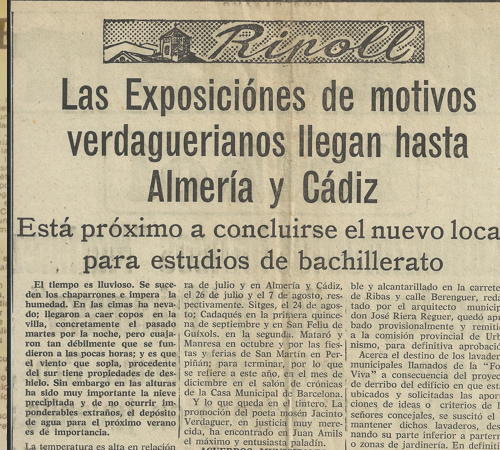 Ripoll
Las Exposiciónes de motivos
verdaguerianos llegan hasta
Almería y Cádiz
Está próximo a concluirse el nuevo loca
para estudios de bachillerato
El tiempo es lluvioso. Se suce-
den los chaparrones e impera la
humedad. En las cimas ha neva-
do; llegaron a caer copos en la
villa, concretamente el pasado
martes por la noche, pero cuaja-
ron tan débilmente que se fun-
dieron a las pocas horas; y es que
el viento que sopla, procedente
del sur tiene propiedades de des-
hielo. Sin embargo en las alturas
ha sido muy importante la nieve
precipitada y de no ocurrir im-
ponderables extraños, el depósito
de agua para el próximo verano
es de importancia.
La temperatura es alta en relación
ra de julio y en Almería y Cádiz,
el 26 de julio y el 7 de agosto, res-
pectivamente. Sitges, el 24 de agos-
to; Cadaqués en la primera quince-
na de septiembre y en San Feliu de
Guíxols, en la segunda. Mataró y
Manresa en octubre y por las fies-
tas y ferias de San Martín en Per-
piñán; para terminar, por lo que
se refiere a este año, en el mes de
diciembre en el salón de crónicas
de la Casa Municipal de Barcelona.
Y lo que queda en el tintero. La
promoción del poeta mosén Jacinto
Verdaguer, en justicia muy mere-
cida, ha encontrado en Juan Amils
el máximo y entusiasta paladín.
ble y alcantarillado en la carrete
de Ribas y calle Berenguer, reda
tado por el arquitecto municip
don José Riera Reguer, quedó ap
bado provisionalmente y remitio
a la comisión provincial de Urb
nismo, para definitiva aprobació
Acerca el destino de los lavader
municipales llamados de la "Fo
Viva" a consecuencia del proyec
de derribo del edificio en que est
ubicados y solicitadas las aport
ciones de ideas o criterios de l
señores concejales, se suscitó el
mantener dichos lavaderos, des
nando su parte inferior a parterr
o zonas de jardinería. En definiti